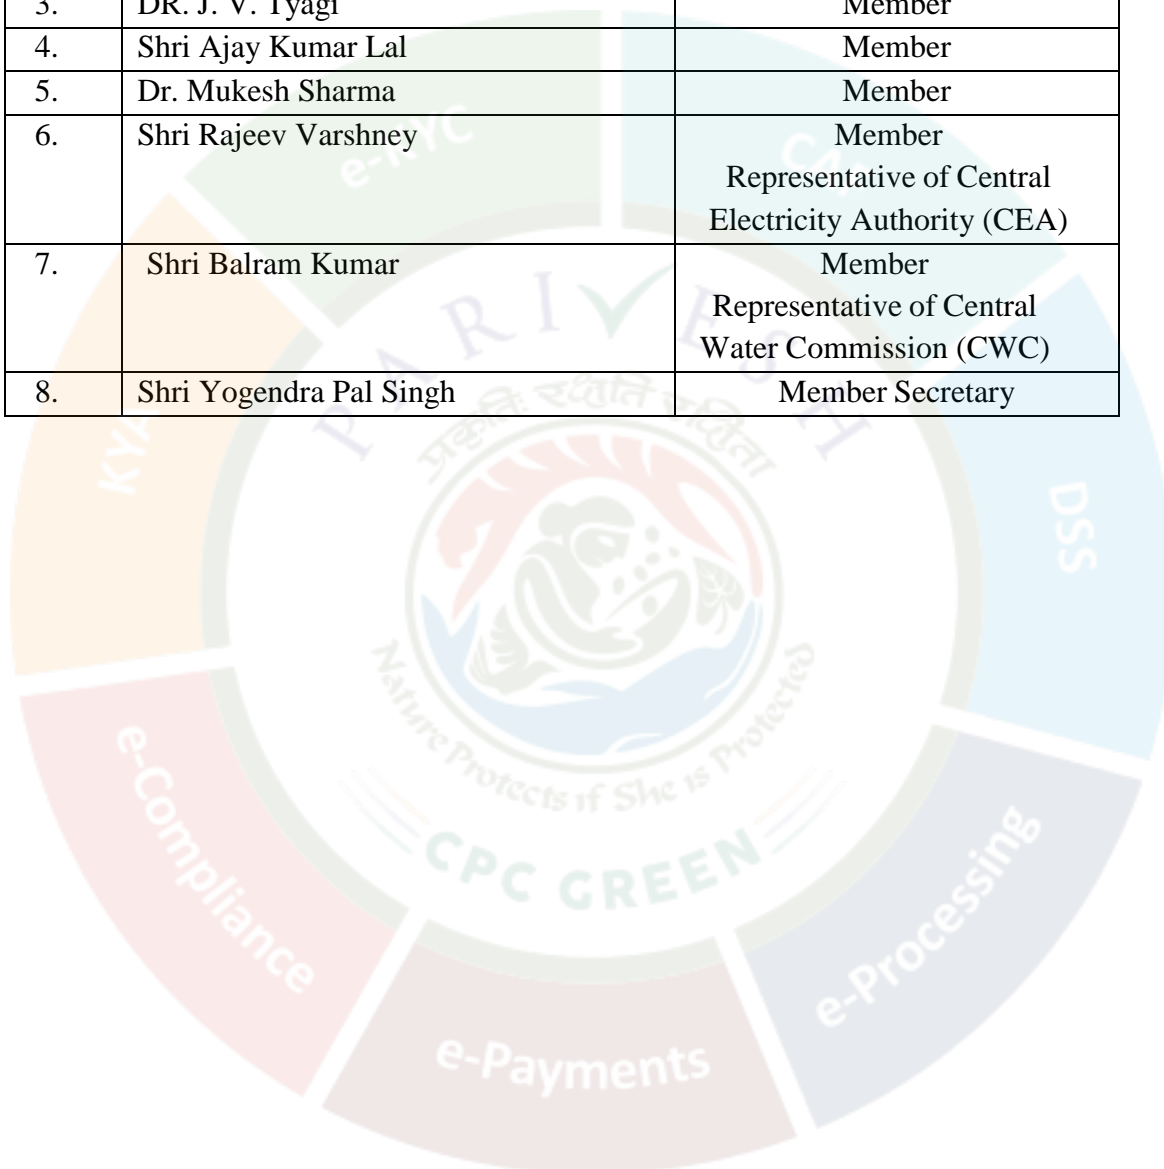 3. DR. J. V. Tyagi Member
4. Shri Ajay Kumar Lal Member
5. Dr. Mukesh Sharma Member
6. Shri Rajeev Varshney Member
Representative of Central
Electricity Authority (CEA)
7. Shri Balram Kumar Member
Representative of Central
Water Commission (CWC)
8. Shri Yogendra Pal Singh Member Secretary
e-NYC
KYA
DSS
PARIVESH
प्रकृतिः रक्षति रक्षिता
Nature Protects if She is Protected
CPC GREEN
e-Compliance
e-Payments
e-Processing